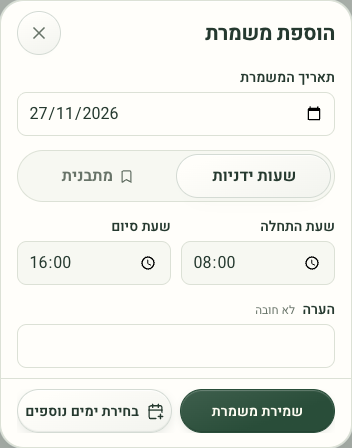 הוספת משמרת
תאריך המשמרת
27/11/2026
שעות ידניות
מתבנית
שעת התחלה
שעת סיום
08:00
16:00
הערה לא חובה
שמירת משמרת
בחירת ימים נוספים